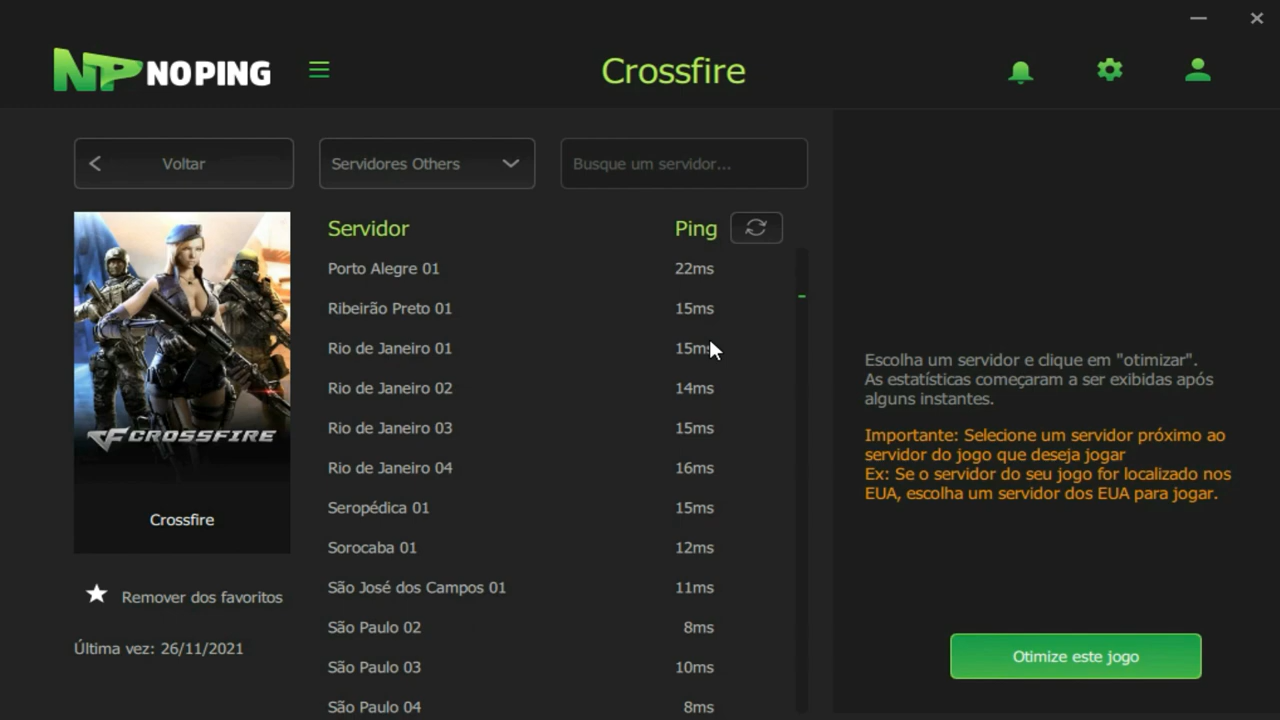 NP NOPING
Crossfire
Voltar
Servidores Others
Busque um servidor...
CROSSFIRE
Crossfire
Remover dos favoritos
Última vez: 26/11/2021
Servidor Ping
Porto Alegre 01 22ms
Ribeirão Preto 01 15ms
Rio de Janeiro 01 15ms
Rio de Janeiro 02 14ms
Rio de Janeiro 03 15ms
Rio de Janeiro 04 16ms
Seropédica 01 15ms
Sorocaba 01 12ms
São José dos Campos 01 11ms
São Paulo 02 8ms
São Paulo 03 10ms
São Paulo 04 8ms
Escolha um servidor e clique em "otimizar".
As estatísticas começaram a ser exibidas após
alguns instantes.
Importante: Selecione um servidor próximo ao
servidor do jogo que deseja jogar
Ex: Se o servidor do seu jogo for localizado nos
EUA, escolha um servidor dos EUA para jogar.
Otimize este jogo